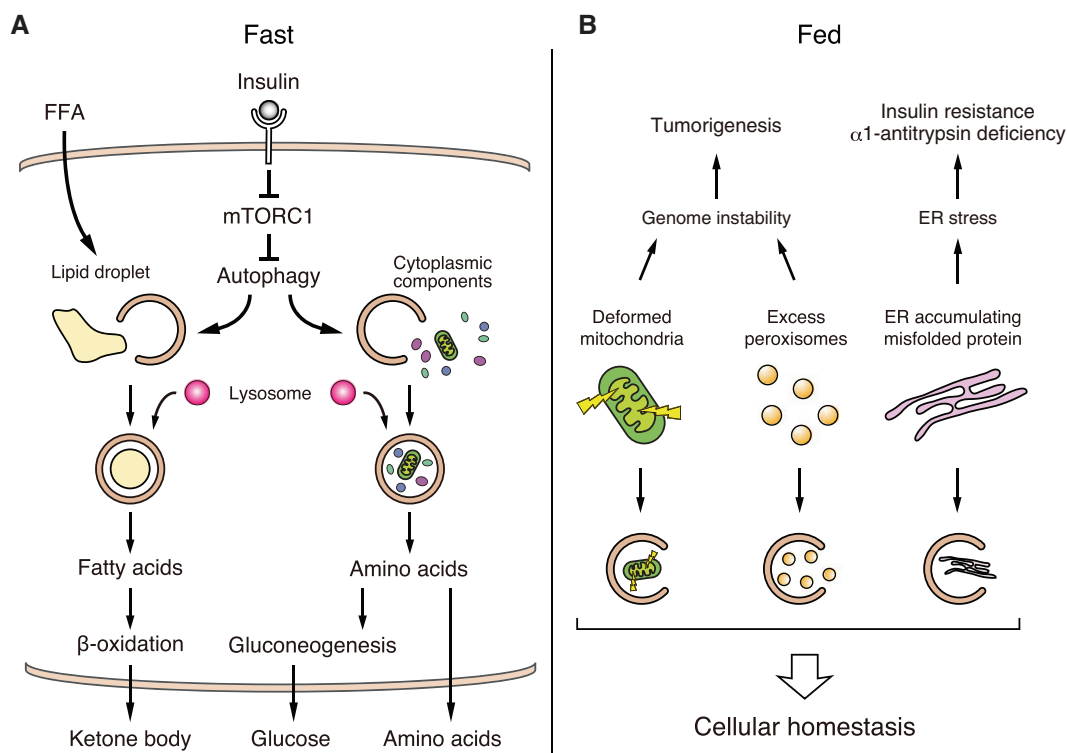 A
Fast
Insulin
FFA
mTORC1
Autophagy
Lipid droplet
Cytoplasmic
components
Lysosome
Fatty acids
Amino acids
β-oxidation
Gluconeogenesis
Ketone body
Glucose
Amino acids
B
Fed
Tumorigenesis
Insulin resistance
α1-antitrypsin deficiency
Genome instability
ER stress
Deformed
mitochondria
Excess
peroxisomes
ER accumulating
misfolded protein
Cellular homestasis